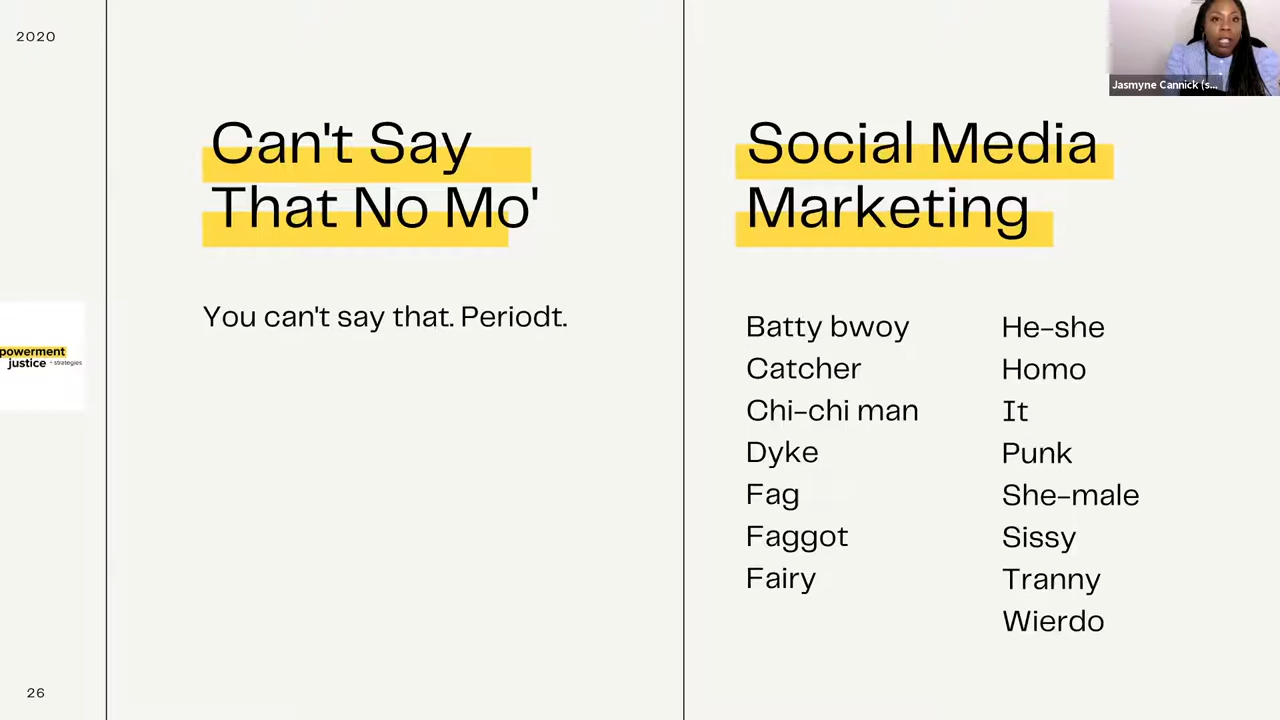 2020
Jasmyne Cannick (s...
Can't Say
That No Mo'
Social Media
Marketing
You can't say that. Periodt.
Batty bwoy
Catcher
Chi-chi man
Dyke
Fag
Faggot
Fairy
He-she
Homo
It
Punk
She-male
Sissy
Tranny
Wierdo
powerment
justice + strategies
26